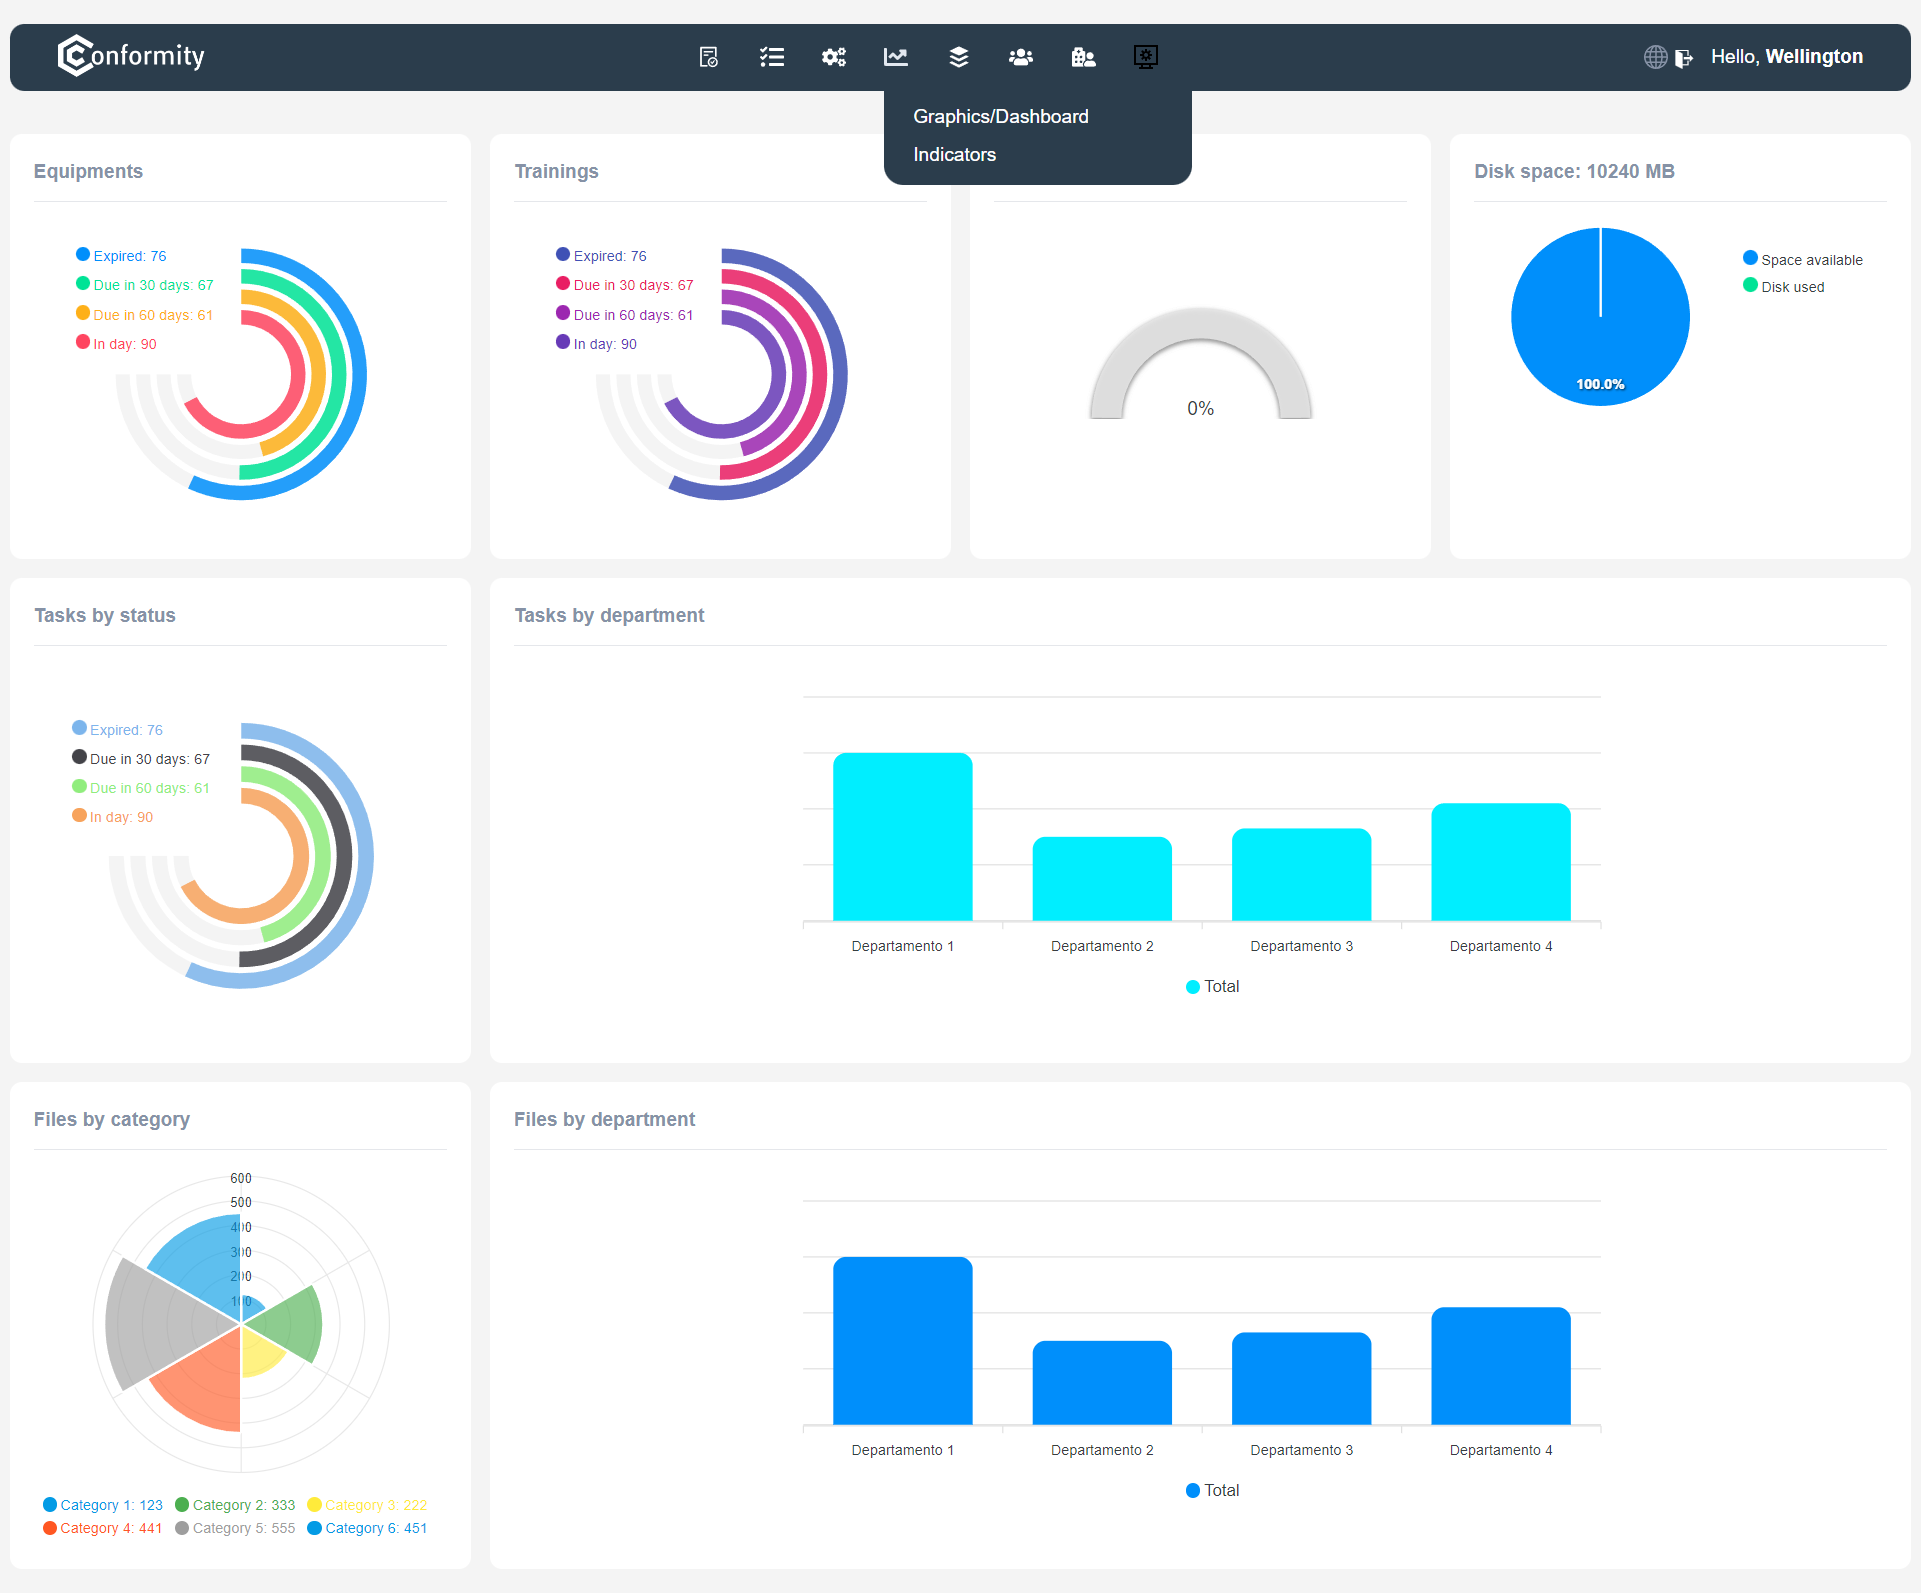 Conformity
Hello, Wellington
Graphics/Dashboard
Indicators
Equipments
Expired: 76
Due in 30 days: 67
Due in 60 days: 61
In day: 90
Trainings
Expired: 76
Due in 30 days: 67
Due in 60 days: 61
In day: 90
0%
Disk space: 10240 MB
Space available
Disk used
100.0%
Tasks by status
Expired: 76
Due in 30 days: 67
Due in 60 days: 61
In day: 90
Tasks by department
Departamento 1
Departamento 2
Departamento 3
Departamento 4
Total
Files by category
600
500
400
300
200
100
Category 1: 123
Category 2: 333
Category 3: 222
Category 4: 441
Category 5: 555
Category 6: 451
Files by department
Departamento 1
Departamento 2
Departamento 3
Departamento 4
Total